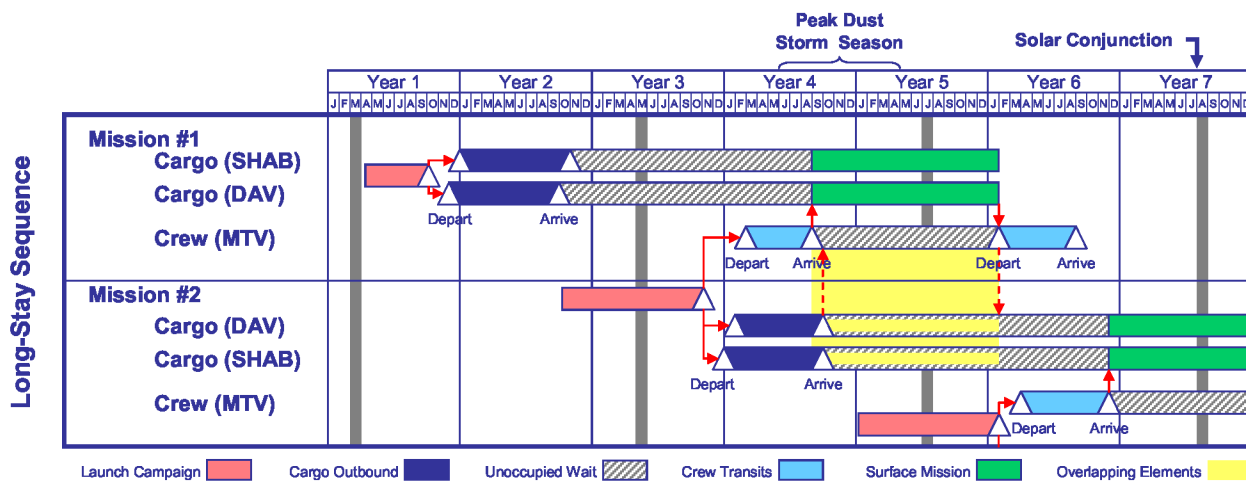 Peak Dust
Storm Season
Solar Conjunction
Year 1 Year 2 Year 3 Year 4 Year 5 Year 6 Year 7
J F M A M J J A S O N D J F M A M J J A S O N D J F M A M J J A S O N D J F M A M J J A S O N D J F M A M J J A S O N D J F M A M J J A S O N D J F M A M J J A S O N D
Long-Stay Sequence
Mission #1
Cargo (SHAB)
Cargo (DAV)
Depart Arrive
Crew (MTV)
Depart Arrive Depart Arrive
Mission #2
Cargo (DAV)
Cargo (SHAB)
Depart Arrive
Crew (MTV)
Depart Arrive
Launch Campaign Cargo Outbound Unoccupied Wait Crew Transits Surface Mission Overlapping Elements